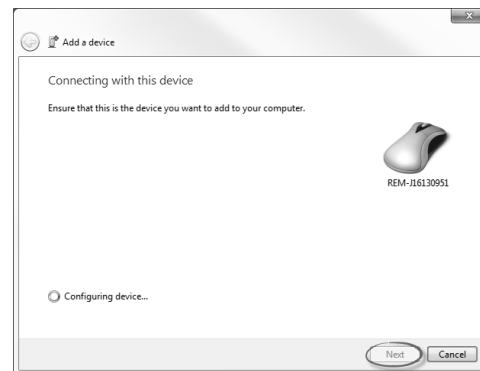 Add a device
Connecting with this device
Ensure that this is the device you want to add to your computer.
REM-J16130951
Configuring device...
Next Cancel